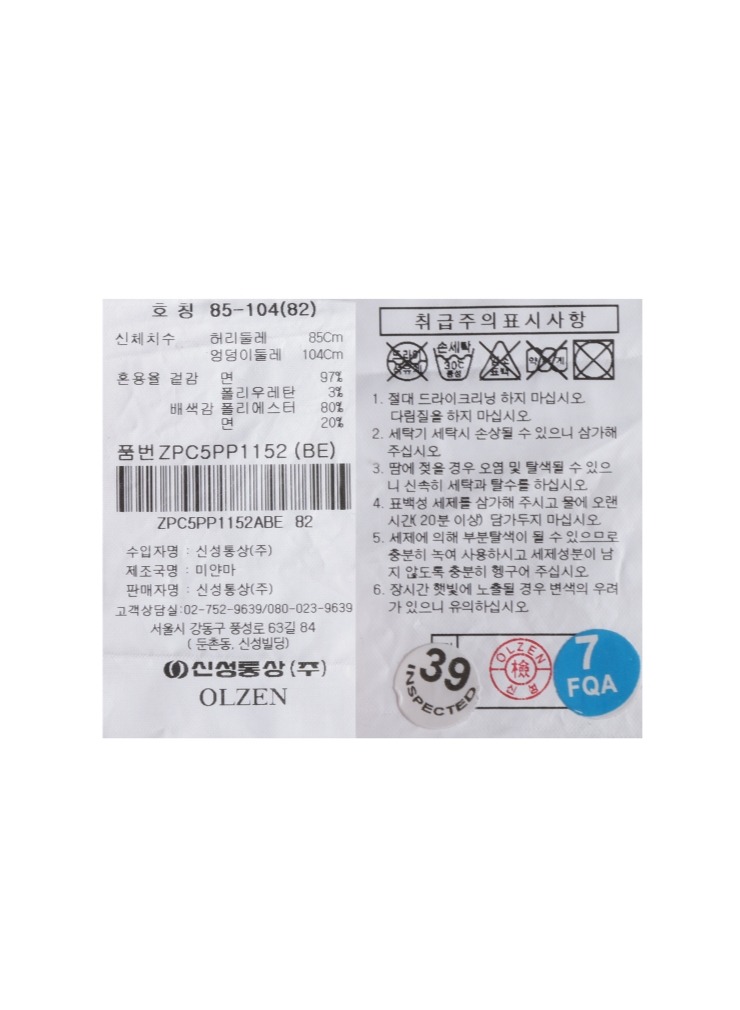 호 칭 85-104(82)
신체치수 허리둘레 85Cm
엉덩이둘레 104Cm
혼용율 겉감 면 97%
폴리우레탄 3%
배색감 폴리에스터 80%
면 20%
품번 ZPC5PP1152 (BE)
ZPC5PP1152ABE 82
수입자명 : 신성통상(주)
제조국명 : 미얀마
판매자명 : 신성통상(주)
고객상담실:02-752-9639/080-023-9639
서울시 강동구 풍성로 63길 84
( 둔촌동, 신성빌딩)
신성통상(주)
OLZEN
취급주의표시사항
드라이
손세탁
30℃
중성
염소
표백
약하게
1. 절대 드라이크리닝 하지 마십시오.
다림질을 하지 마십시오.
2. 세탁기 세탁시 손상될 수 있으니 삼가해
주십시오.
3. 땀에 젖을 경우 오염 및 탈색될 수 있으
니 신속히 세탁과 탈수를 하십시오.
4. 표백성 세제를 삼가해 주시고 물에 오랜
시간(20분 이상) 담가두지 마십시오.
5. 세제에 의해 부분탈색이 될 수 있으므로
충분히 녹여 사용하시고 세제성분이 남
지 않도록 충분히 헹구어 주십시오.
6. 장시간 햇빛에 노출될 경우 변색의 우려
가 있으니 유의하십시오.
39
INSPECTED
OLZEN
檢
신성
7
FQA